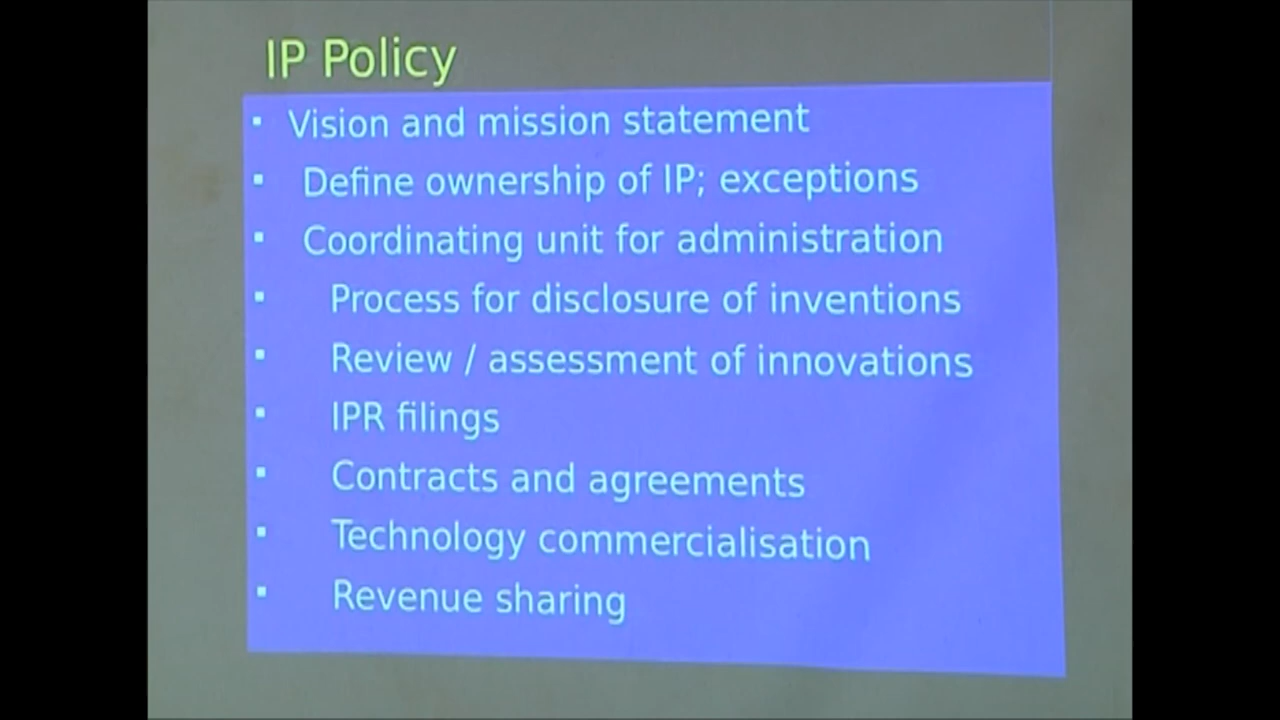 IP Policy
▪ Vision and mission statement
▪ Define ownership of IP; exceptions
▪ Coordinating unit for administration
▪ Process for disclosure of inventions
▪ Review / assessment of innovations
▪ IPR filings
▪ Contracts and agreements
▪ Technology commercialisation
▪ Revenue sharing